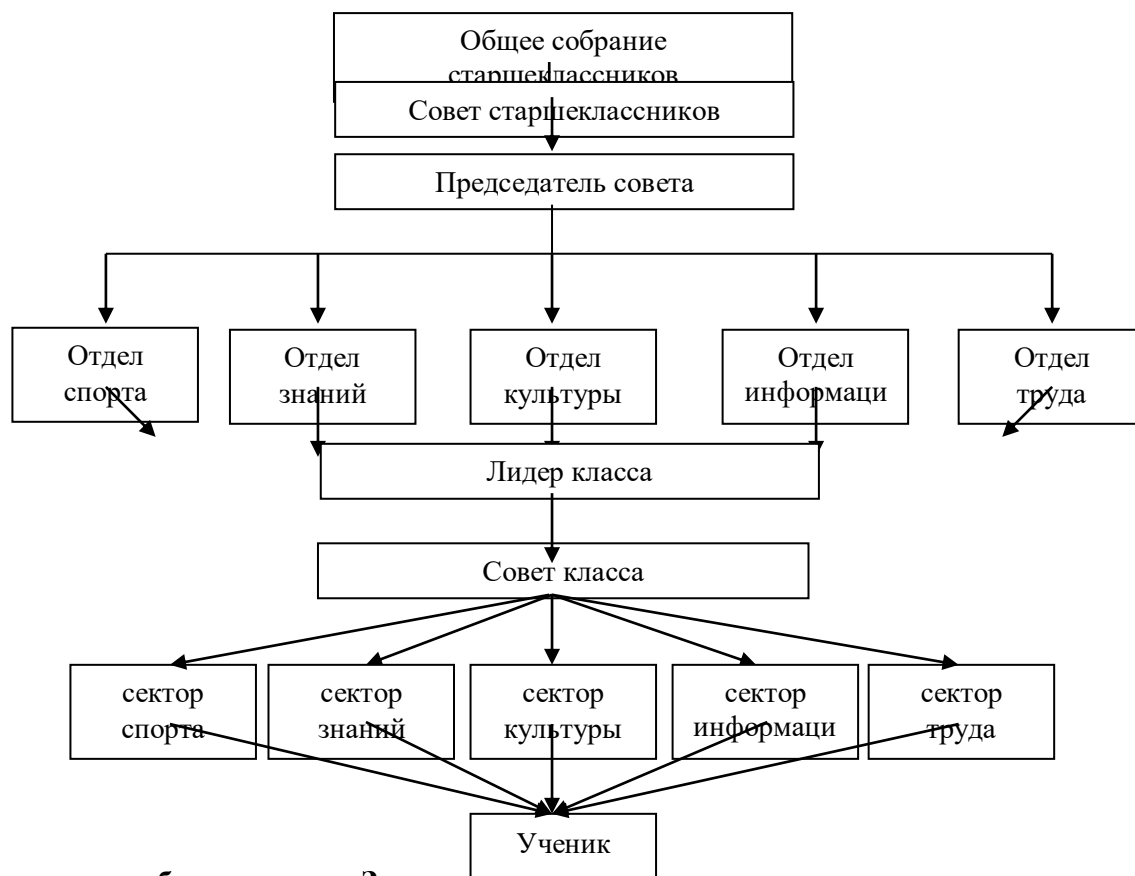 Общее собрание
старшеклассников
Совет старшеклассников
Председатель совета
Отдел
спорта
Отдел
знаний
Отдел
культуры
Отдел
информаци
Отдел
труда
Лидер класса
Совет класса
сектор
спорта
сектор
знаний
сектор
культуры
сектор
информаци
сектор
труда
Ученик